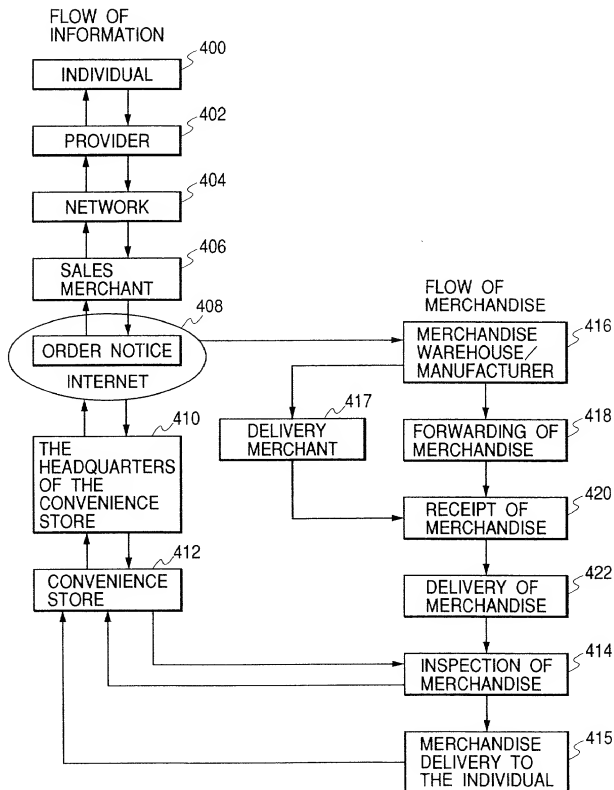 FLOW OF
INFORMATION
400
INDIVIDUAL
402
PROVIDER
404
NETWORK
406
SALES
MERCHANT
408
ORDER NOTICE
INTERNET
410
THE
HEADQUARTERS
OF THE
CONVENIENCE
STORE
412
CONVENIENCE
STORE
FLOW OF
MERCHANDISE
416
MERCHANDISE
WAREHOUSE/
MANUFACTURER
417
DELIVERY
MERCHANT
418
FORWARDING OF
MERCHANDISE
420
RECEIPT OF
MERCHANDISE
422
DELIVERY OF
MERCHANDISE
414
INSPECTION OF
MERCHANDISE
415
MERCHANDISE
DELIVERY TO
THE INDIVIDUAL